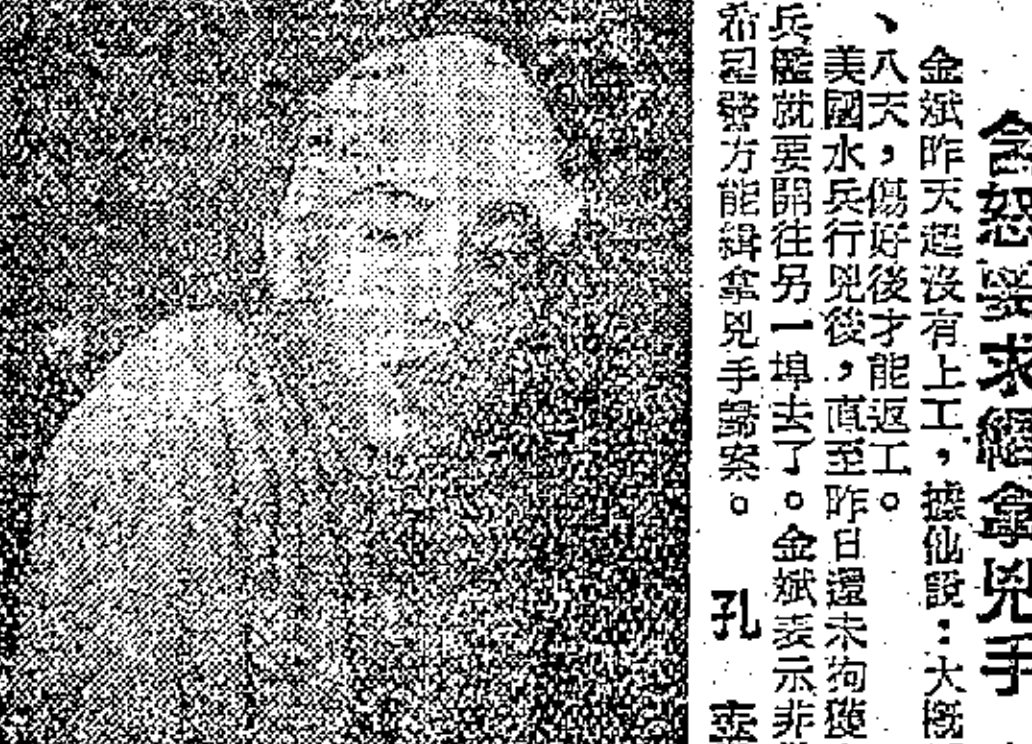 含怒要求緝拿兇手
金斌昨天起沒有上工，據他說：大概
、八天，傷好後才能返工。
美國水兵行兇後，直至昨日還未拘獲
兵艦就要開往另一埠去了。金斌表示非
希望警方能緝拿兇手歸案。
孔